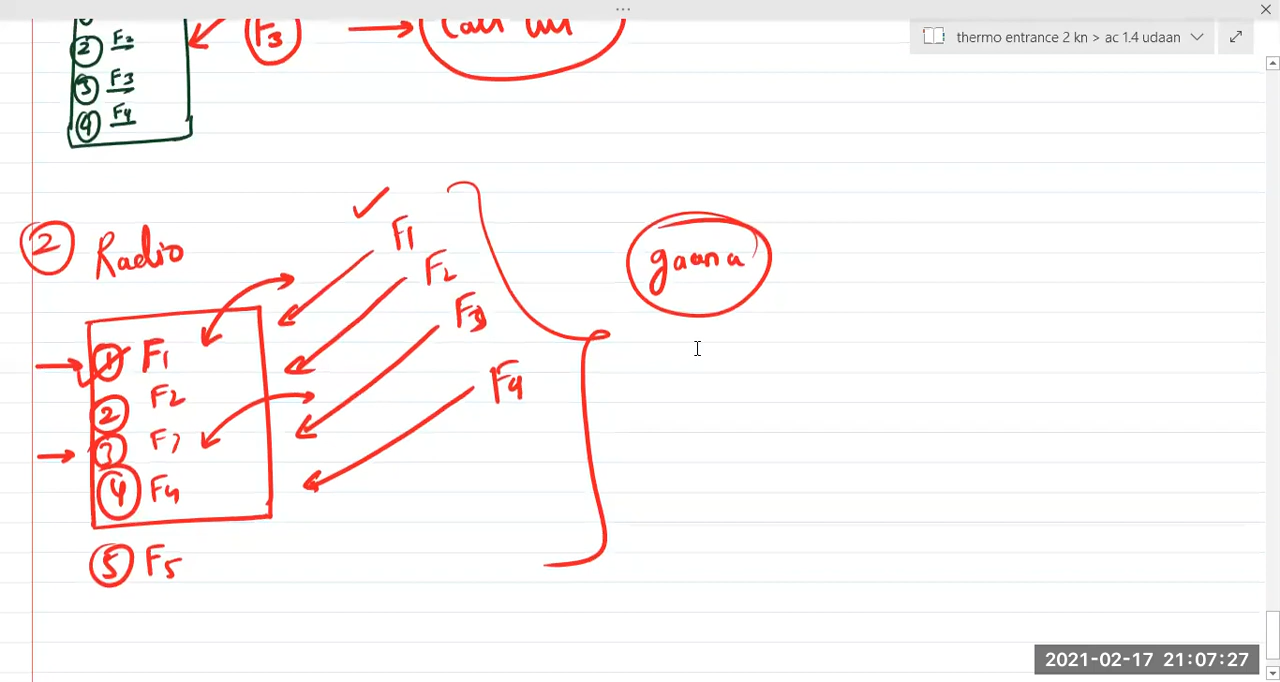 thermo entrance 2 kn > ac 1.4 udaan
F3
② F2
③ F3
④ F4
② Radio
F1
F2
F3
F4
gaana
① F1
② F2
③ F3
④ F4
⑤ F5
2021-02-17 21:07:27